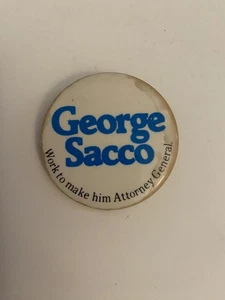 George
Sacco
Work to make him Attorney General.